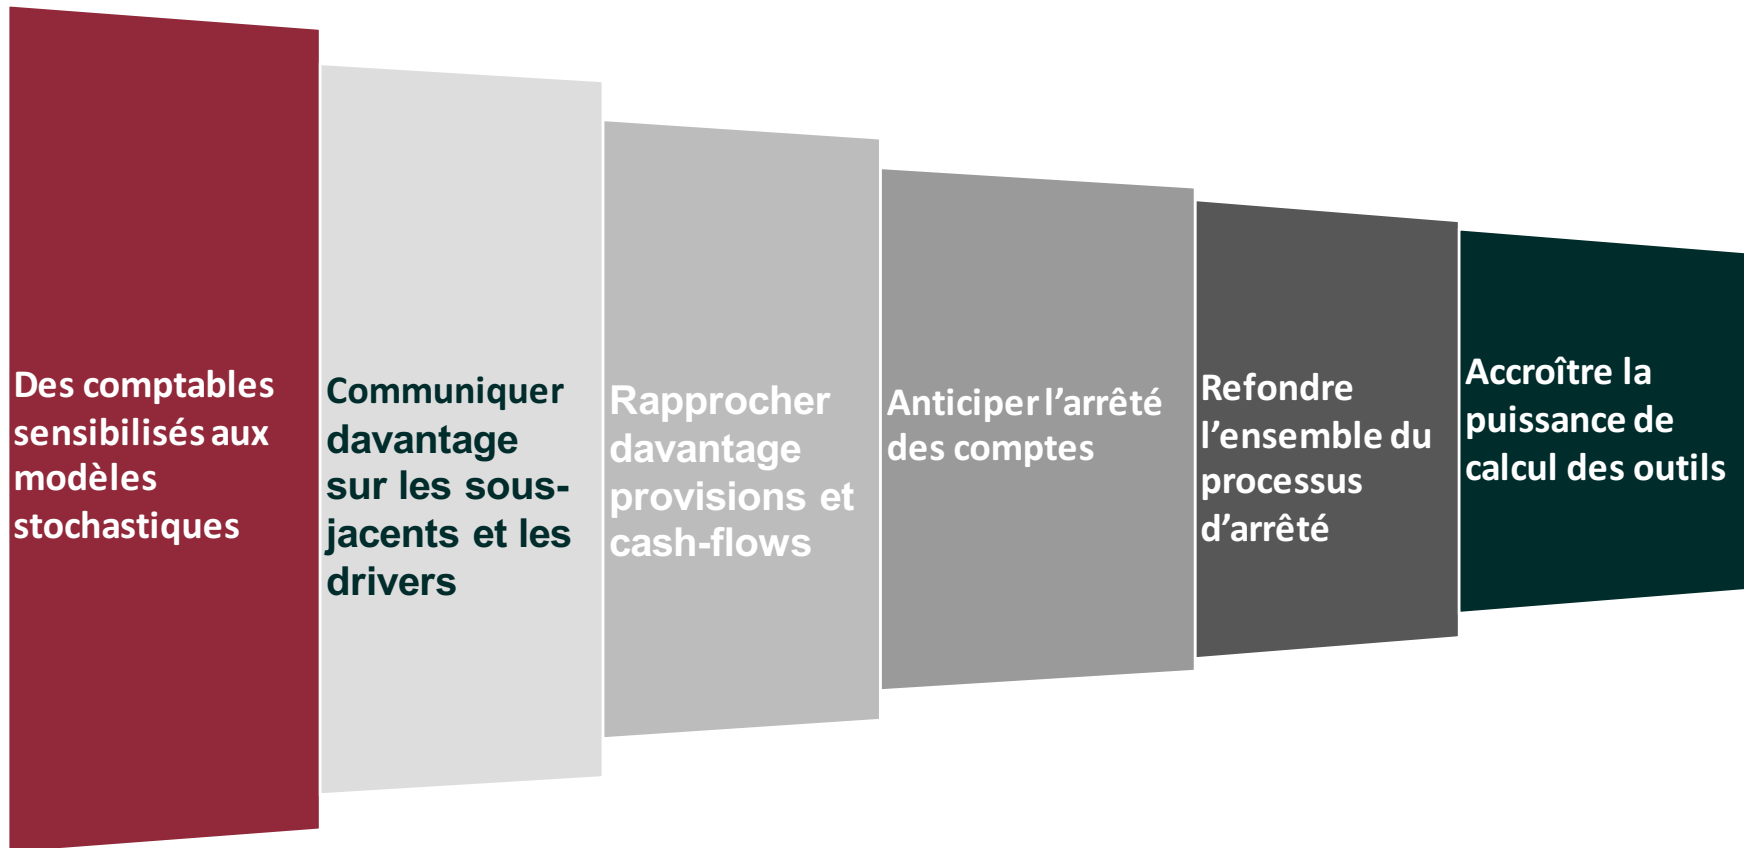 Des comptables
sensibilisés aux
modèles
stochastiques
Communiquer
davantage
sur les sous-
jacents et les
drivers
Rapprocher
davantage
provisions et
cash-flows
Anticiper l’arrêté
des comptes
Refondre
l’ensemble du
processus
d’arrêté
Accroître la
puissance de
calcul des outils